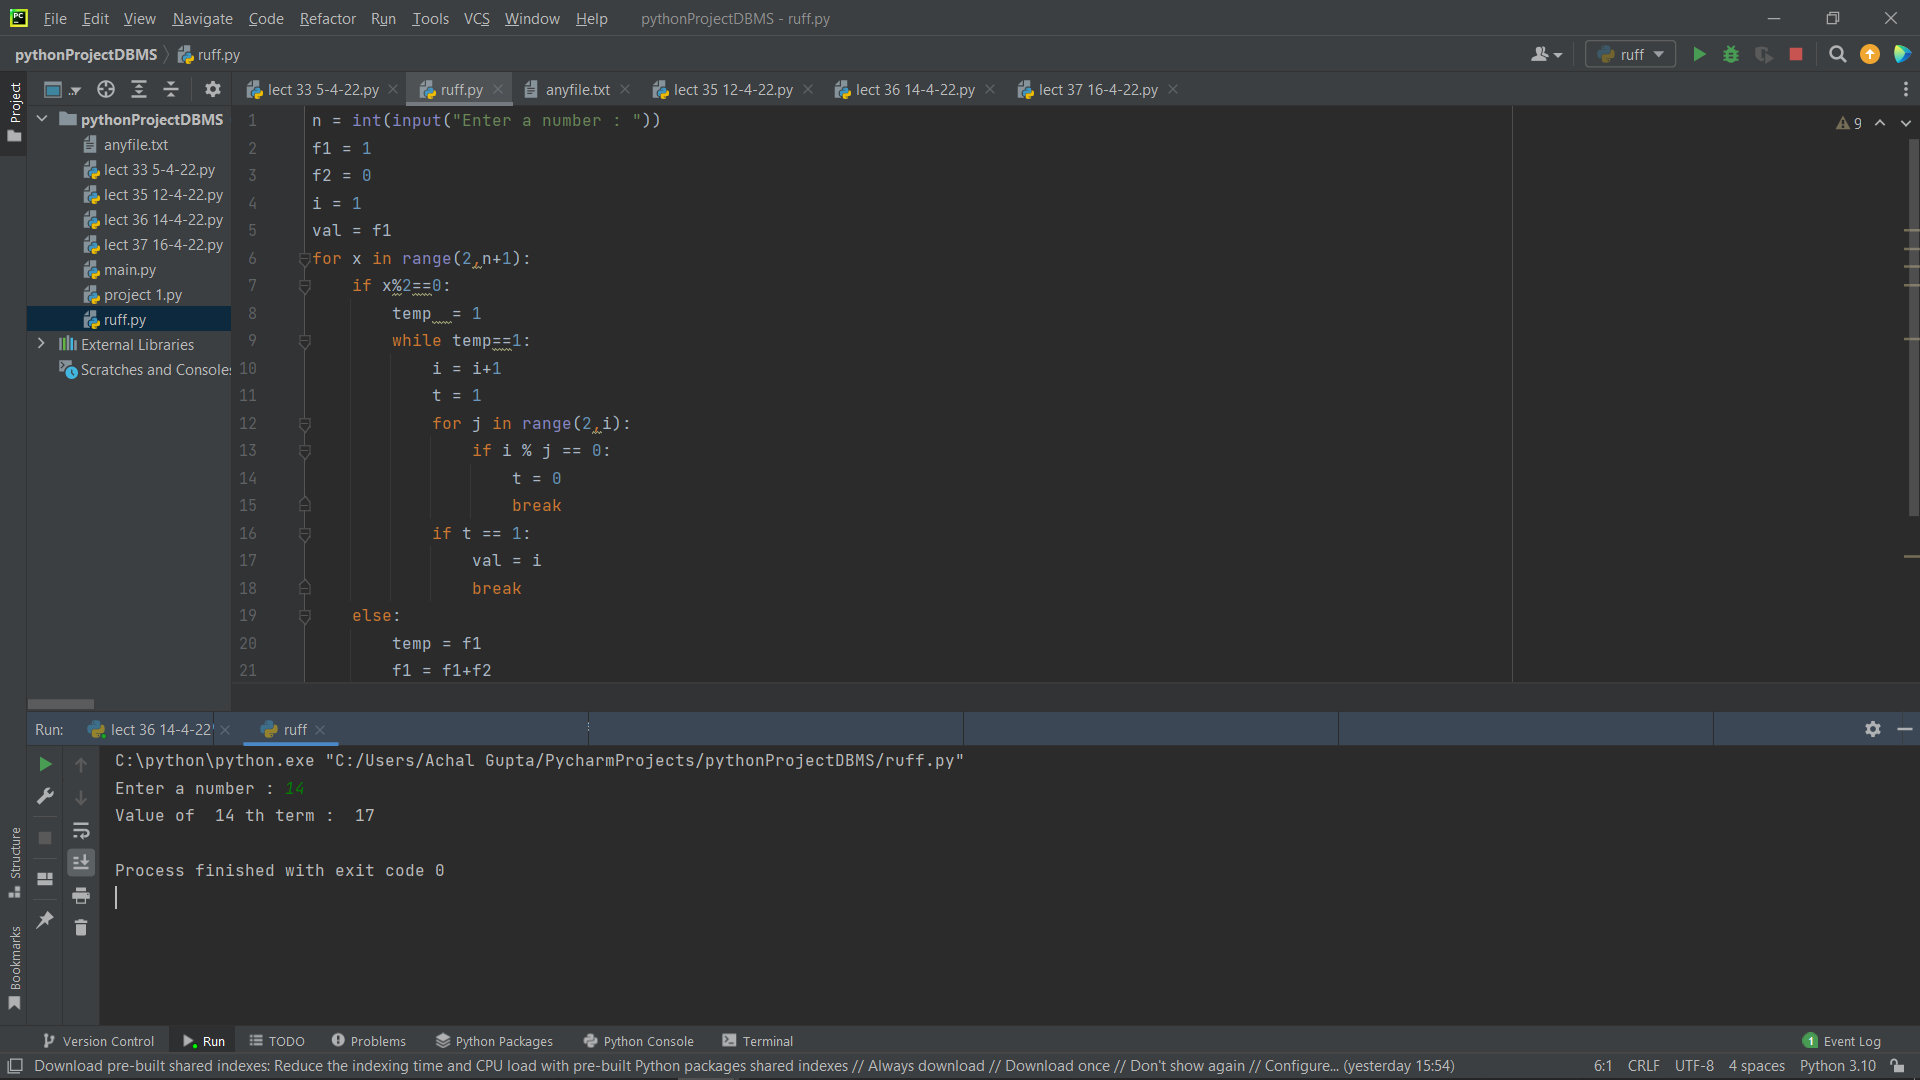 File Edit View Navigate Code Refactor Run Tools VCS Window Help pythonProjectDBMS - ruff.py
pythonProjectDBMS ruff.py ruff
Project
lect 33 5-4-22.py ruff.py anyfile.txt lect 35 12-4-22.py lect 36 14-4-22.py lect 37 16-4-22.py
pythonProjectDBMS
anyfile.txt
lect 33 5-4-22.py
lect 35 12-4-22.py
lect 36 14-4-22.py
lect 37 16-4-22.py
main.py
project 1.py
ruff.py
External Libraries
Scratches and Consoles
9
1 n = int(input("Enter a number : "))
2 f1 = 1
3 f2 = 0
4 i = 1
5 val = f1
6 for x in range(2,n+1):
7 if x%2==0:
8 temp  = 1
9 while temp==1:
10 i = i+1
11 t = 1
12 for j in range(2,i):
13 if i % j == 0:
14 t = 0
15 break
16 if t == 1:
17 val = i
18 break
19 else:
20 temp = f1
21 f1 = f1+f2
Run: lect 36 14-4-22 ruff
C:\python\python.exe "C:/Users/Achal Gupta/PycharmProjects/pythonProjectDBMS/ruff.py"
Enter a number : 14
Value of  14 th term :  17
Process finished with exit code 0
Structure
Bookmarks
Version Control Run TODO Problems Python Packages Python Console Terminal 1 Event Log
Download pre-built shared indexes: Reduce the indexing time and CPU load with pre-built Python packages shared indexes // Always download // Download once // Don't show again // Configure... (yesterday 15:54) 6:1 CRLF UTF-8 4 spaces Python 3.10